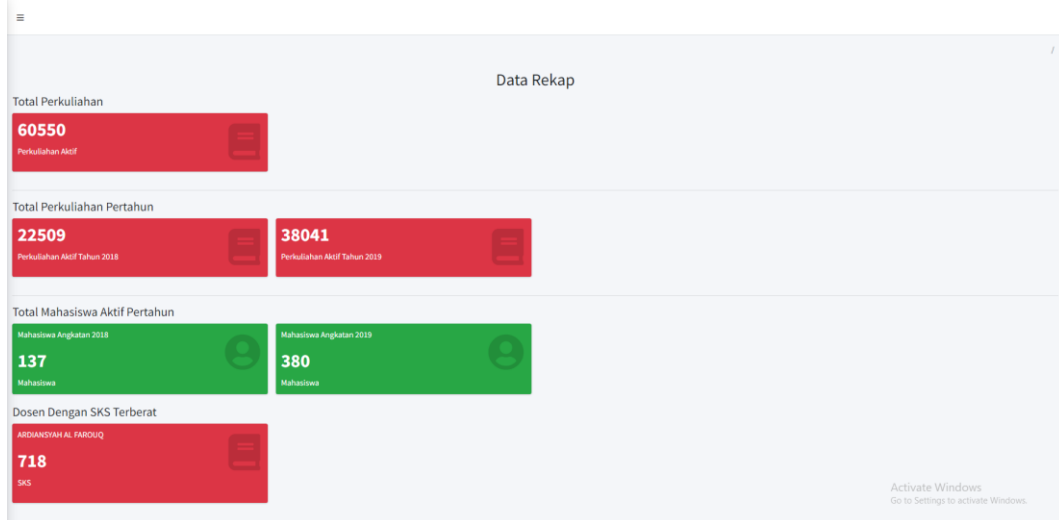 ≡
/
Data Rekap
Total Perkuliahan
60550
Perkuliahan Aktif
Total Perkuliahan Pertahun
22509
Perkuliahan Aktif Tahun 2018
38041
Perkuliahan Aktif Tahun 2019
Total Mahasiswa Aktif Pertahun
Mahasiswa Angkatan 2018
137
Mahasiswa
Mahasiswa Angkatan 2019
380
Mahasiswa
Dosen Dengan SKS Terberat
ARDIANSYAH AL FAROUQ
718
SKS
Activate Windows
Go to Settings to activate Windows.